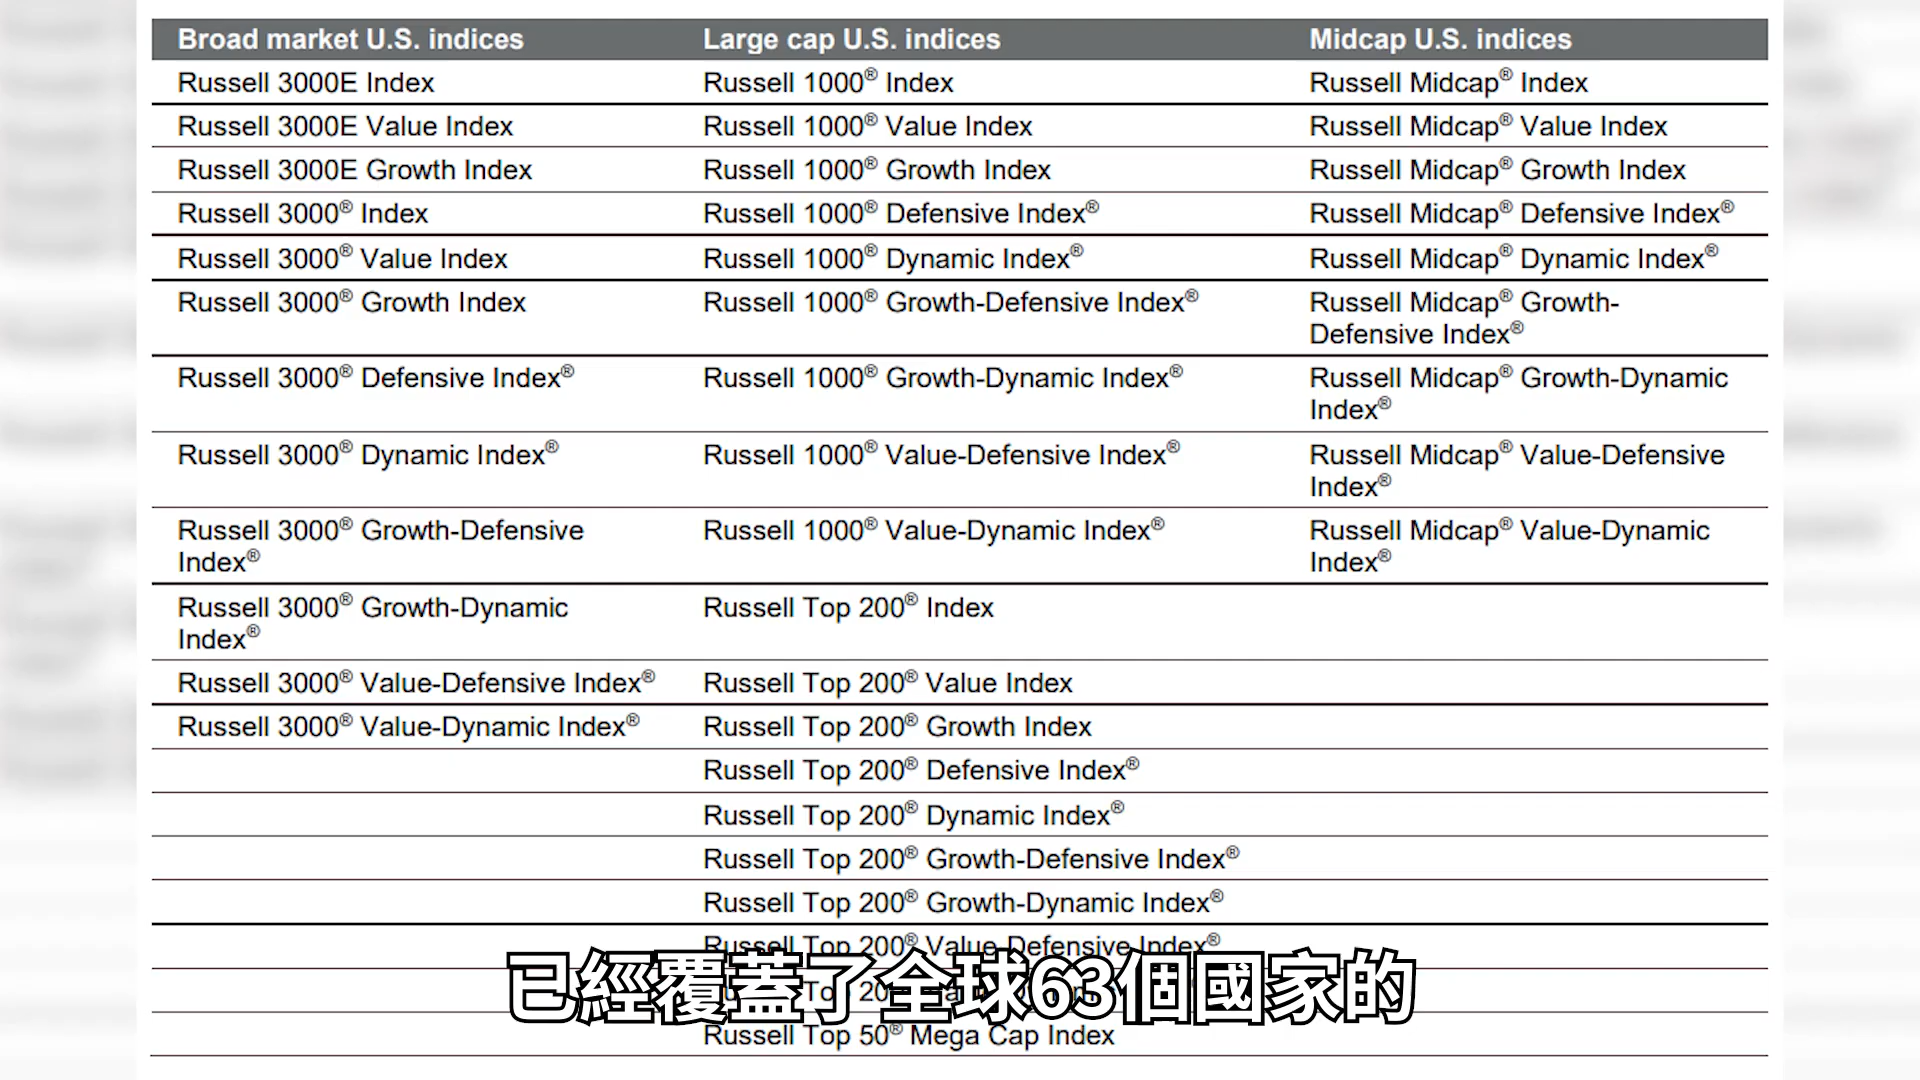 Broad market U.S. indices Large cap U.S. indices Midcap U.S. indices
Russell 3000E Index Russell 1000® Index Russell Midcap® Index
Russell 3000E Value Index Russell 1000® Value Index Russell Midcap® Value Index
Russell 3000E Growth Index Russell 1000® Growth Index Russell Midcap® Growth Index
Russell 3000® Index Russell 1000® Defensive Index® Russell Midcap® Defensive Index®
Russell 3000® Value Index Russell 1000® Dynamic Index® Russell Midcap® Dynamic Index®
Russell 3000® Growth Index Russell 1000® Growth-Defensive Index® Russell Midcap® Growth-
Defensive Index®
Russell 3000® Defensive Index® Russell 1000® Growth-Dynamic Index® Russell Midcap® Growth-Dynamic
Index®
Russell 3000® Dynamic Index® Russell 1000® Value-Defensive Index® Russell Midcap® Value-Defensive
Index®
Russell 3000® Growth-Defensive Russell 1000® Value-Dynamic Index® Russell Midcap® Value-Dynamic
Index® Index®
Russell 3000® Growth-Dynamic Russell Top 200® Index
Index®
Russell 3000® Value-Defensive Index® Russell Top 200® Value Index
Russell 3000® Value-Dynamic Index® Russell Top 200® Growth Index
Russell Top 200® Defensive Index®
Russell Top 200® Dynamic Index®
Russell Top 200® Growth-Defensive Index®
Russell Top 200® Growth-Dynamic Index®
Russell Top 200® Value-Defensive Index®
已經覆蓋了全球63個國家的
Russell Top 50® Mega Cap Index